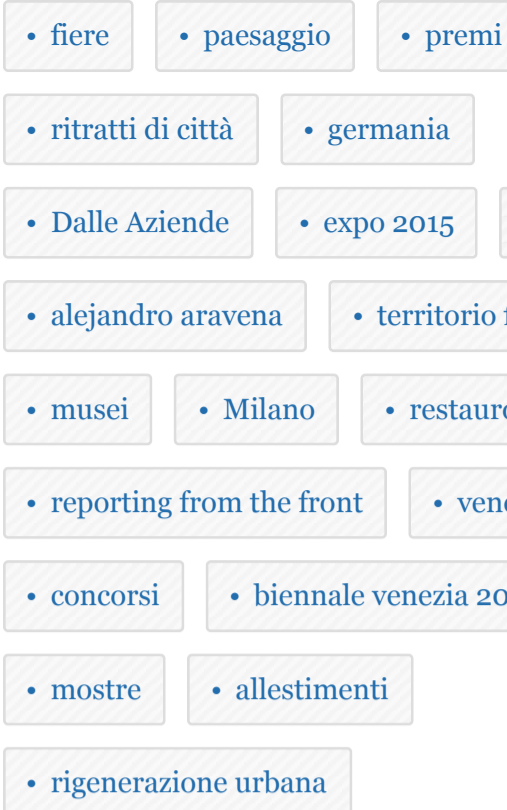 • fiere • paesaggio • premi
• ritratti di città • germania
• Dalle Aziende • expo 2015
• alejandro aravena • territorio
• musei • Milano
• reporting from the front
• concorsi • biennale venezia
• mostre • allestimenti
• rigenerazione urbana